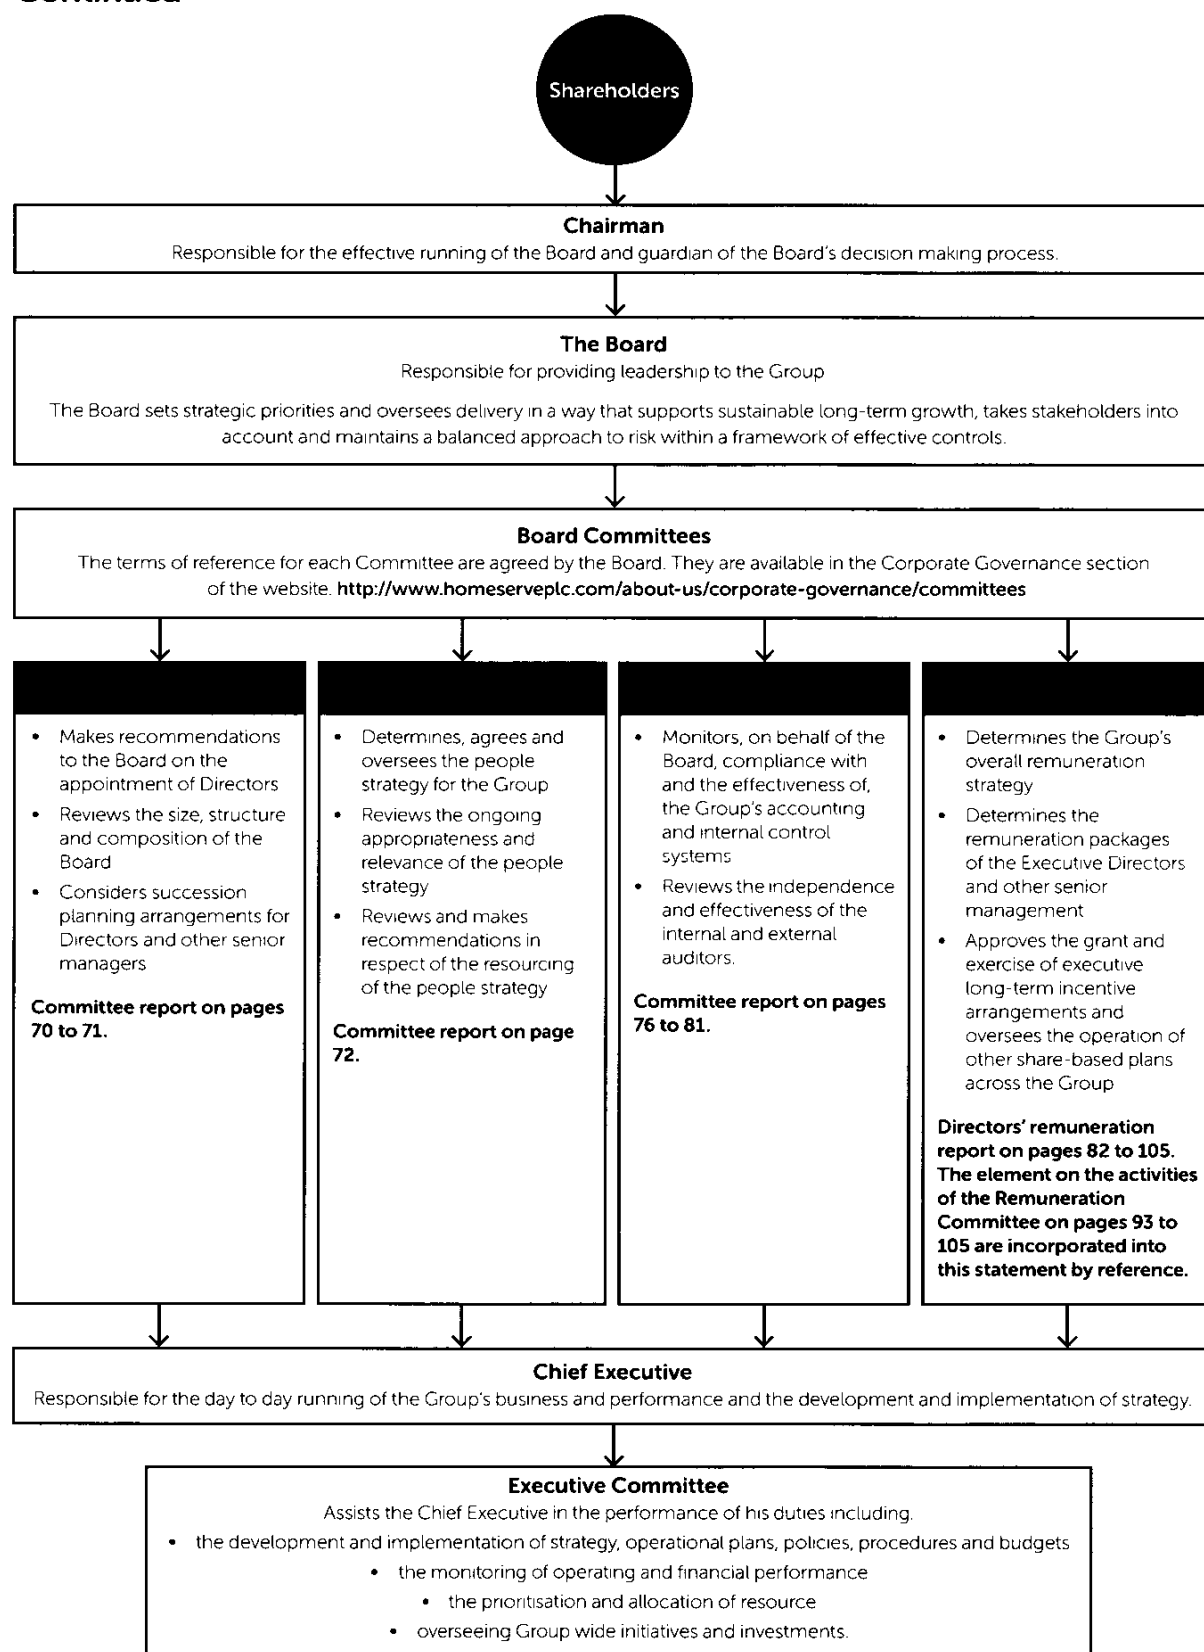 Continued
Shareholders
Chairman
Responsible for the effective running of the Board and guardian of the Board's decision making process.
The Board
Responsible for providing leadership to the Group
The Board sets strategic priorities and oversees delivery in a way that supports sustainable long-term growth, takes stakeholders into
account and maintains a balanced approach to risk within a framework of effective controls.
Board Committees
The terms of reference for each Committee are agreed by the Board. They are available in the Corporate Governance section
of the website. http://www.homeserveplc.com/about-us/corporate-governance/committees
• Makes recommendations
to the Board on the
appointment of Directors
• Reviews the size, structure
and composition of the
Board
• Considers succession
planning arrangements for
Directors and other senior
managers
Committee report on pages
70 to 71.
• Determines, agrees and
oversees the people
strategy for the Group
• Reviews the ongoing
appropriateness and
relevance of the people
strategy
• Reviews and makes
recommendations in
respect of the resourcing
of the people strategy
Committee report on page
72.
• Monitors, on behalf of the
Board, compliance with
and the effectiveness of,
the Group's accounting
and internal control
systems
• Reviews the independence
and effectiveness of the
internal and external
auditors.
Committee report on pages
76 to 81.
• Determines the Group's
overall remuneration
strategy
• Determines the
remuneration packages
of the Executive Directors
and other senior
management
• Approves the grant and
exercise of executive
long-term incentive
arrangements and
oversees the operation of
other share-based plans
across the Group
Directors' remuneration
report on pages 82 to 105.
The element on the activities
of the Remuneration
Committee on pages 93 to
105 are incorporated into
this statement by reference.
Chief Executive
Responsible for the day to day running of the Group's business and performance and the development and implementation of strategy.
Executive Committee
Assists the Chief Executive in the performance of his duties including.
• the development and implementation of strategy, operational plans, policies, procedures and budgets
• the monitoring of operating and financial performance
• the prioritisation and allocation of resource
• overseeing Group wide initiatives and investments.